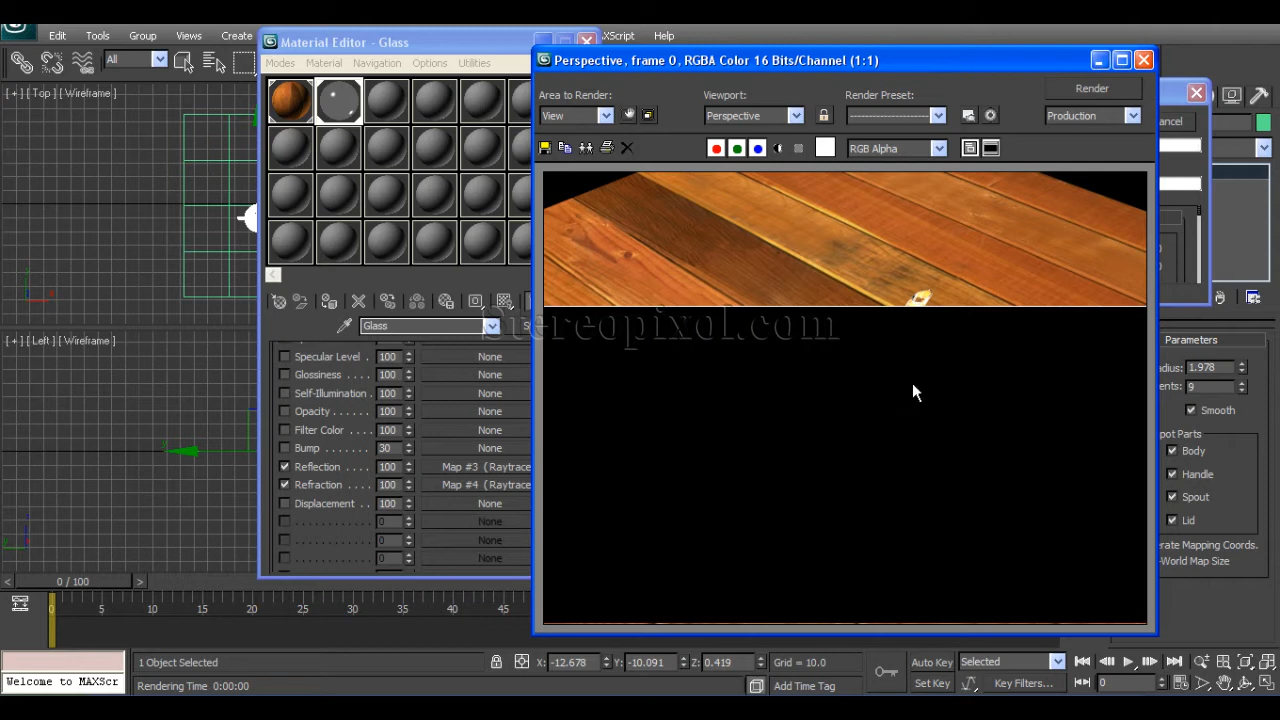 Edit Tools Group Views Create XScript Help
Material Editor - Glass
Modes Material Navigation Options Utilities
Perspective, frame 0, RGBA Color 16 Bits/Channel (1:1)
Area to Render: Viewport: Render Preset: Render
View Perspective Production
RGB Alpha
All
ancel
[ + ] [ Top ] [ Wireframe ]
[ + ] [ Left ] [ Wireframe ]
Glass
Stereopixol.com
Specular Level . 100 None
Glossiness . . . . 100 None
Self-Illumination . 100 None
Opacity . . . . . . 100 None
Filter Color . . . 100 None
Bump . . . . . . . 30 None
Reflection . . . . 100 Map #3 (Raytrace
Refraction . . . . 100 Map #4 (Raytrace
Displacement . . 100 None
. . . . . . . . . . . . 0 None
. . . . . . . . . . . . 0 None
. . . . . . . . . . . . 0 None
Parameters
adius: 1.978
ents: 9
Smooth
pot Parts
Body
Handle
Spout
Lid
erate Mapping Coords.
-World Map Size
< 0 / 100 >
0 5 10 15 20 25 30 35 40 45
1 Object Selected X: -12.678 Y: -10.091 Z: 0.419 Grid = 10.0 Auto Key Selected
Welcome to MAXScr Rendering Time 0:00:00 Add Time Tag Set Key Key Filters... 0